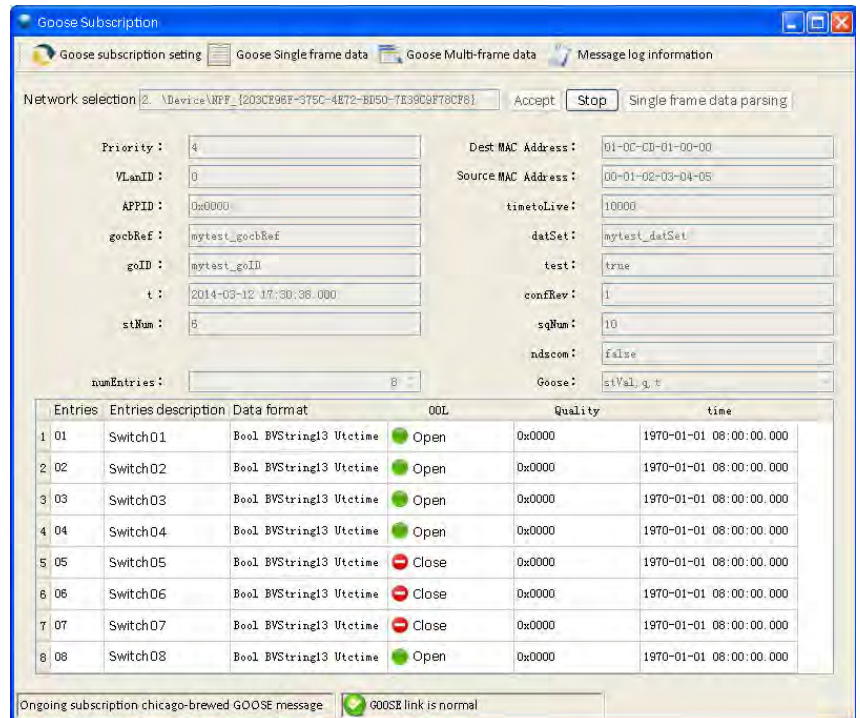 Goose Subscription
Goose subscription seting Goose Single frame data Goose Multi-frame data Message log information
Network selection 2. \Device\NPF_{203CE96F-375C-4E72-BD50-7E39C9F78CF8} Accept Stop Single frame data parsing
Priority: 4 Dest MAC Address: 01-0C-CD-01-00-00
VLanID: 0 Source MAC Address: 00-01-02-03-04-05
APPID: 0x0000 timetoLive: 10000
gocbRef: mytest_gocbRef datSet: mytest_datSet
goID: mytest_goID test: true
t: 2014-03-12 17:30:36.000 confRev: 1
stNum: 6 sqNum: 10
ndscom: false
numEntries: 8 Goose: stVal,q,t
Entries Entries description Data format OOL Quality time
1 01 Switch01 Bool BVString13 Utctime Open 0x0000 1970-01-01 08:00:00.000
2 02 Switch02 Bool BVString13 Utctime Open 0x0000 1970-01-01 08:00:00.000
3 03 Switch03 Bool BVString13 Utctime Open 0x0000 1970-01-01 08:00:00.000
4 04 Switch04 Bool BVString13 Utctime Open 0x0000 1970-01-01 08:00:00.000
5 05 Switch05 Bool BVString13 Utctime Close 0x0000 1970-01-01 08:00:00.000
6 06 Switch06 Bool BVString13 Utctime Close 0x0000 1970-01-01 08:00:00.000
7 07 Switch07 Bool BVString13 Utctime Close 0x0000 1970-01-01 08:00:00.000
8 08 Switch08 Bool BVString13 Utctime Open 0x0000 1970-01-01 08:00:00.000
Ongoing subscription chicago-brewed GOOSE message GOOSE link is normal